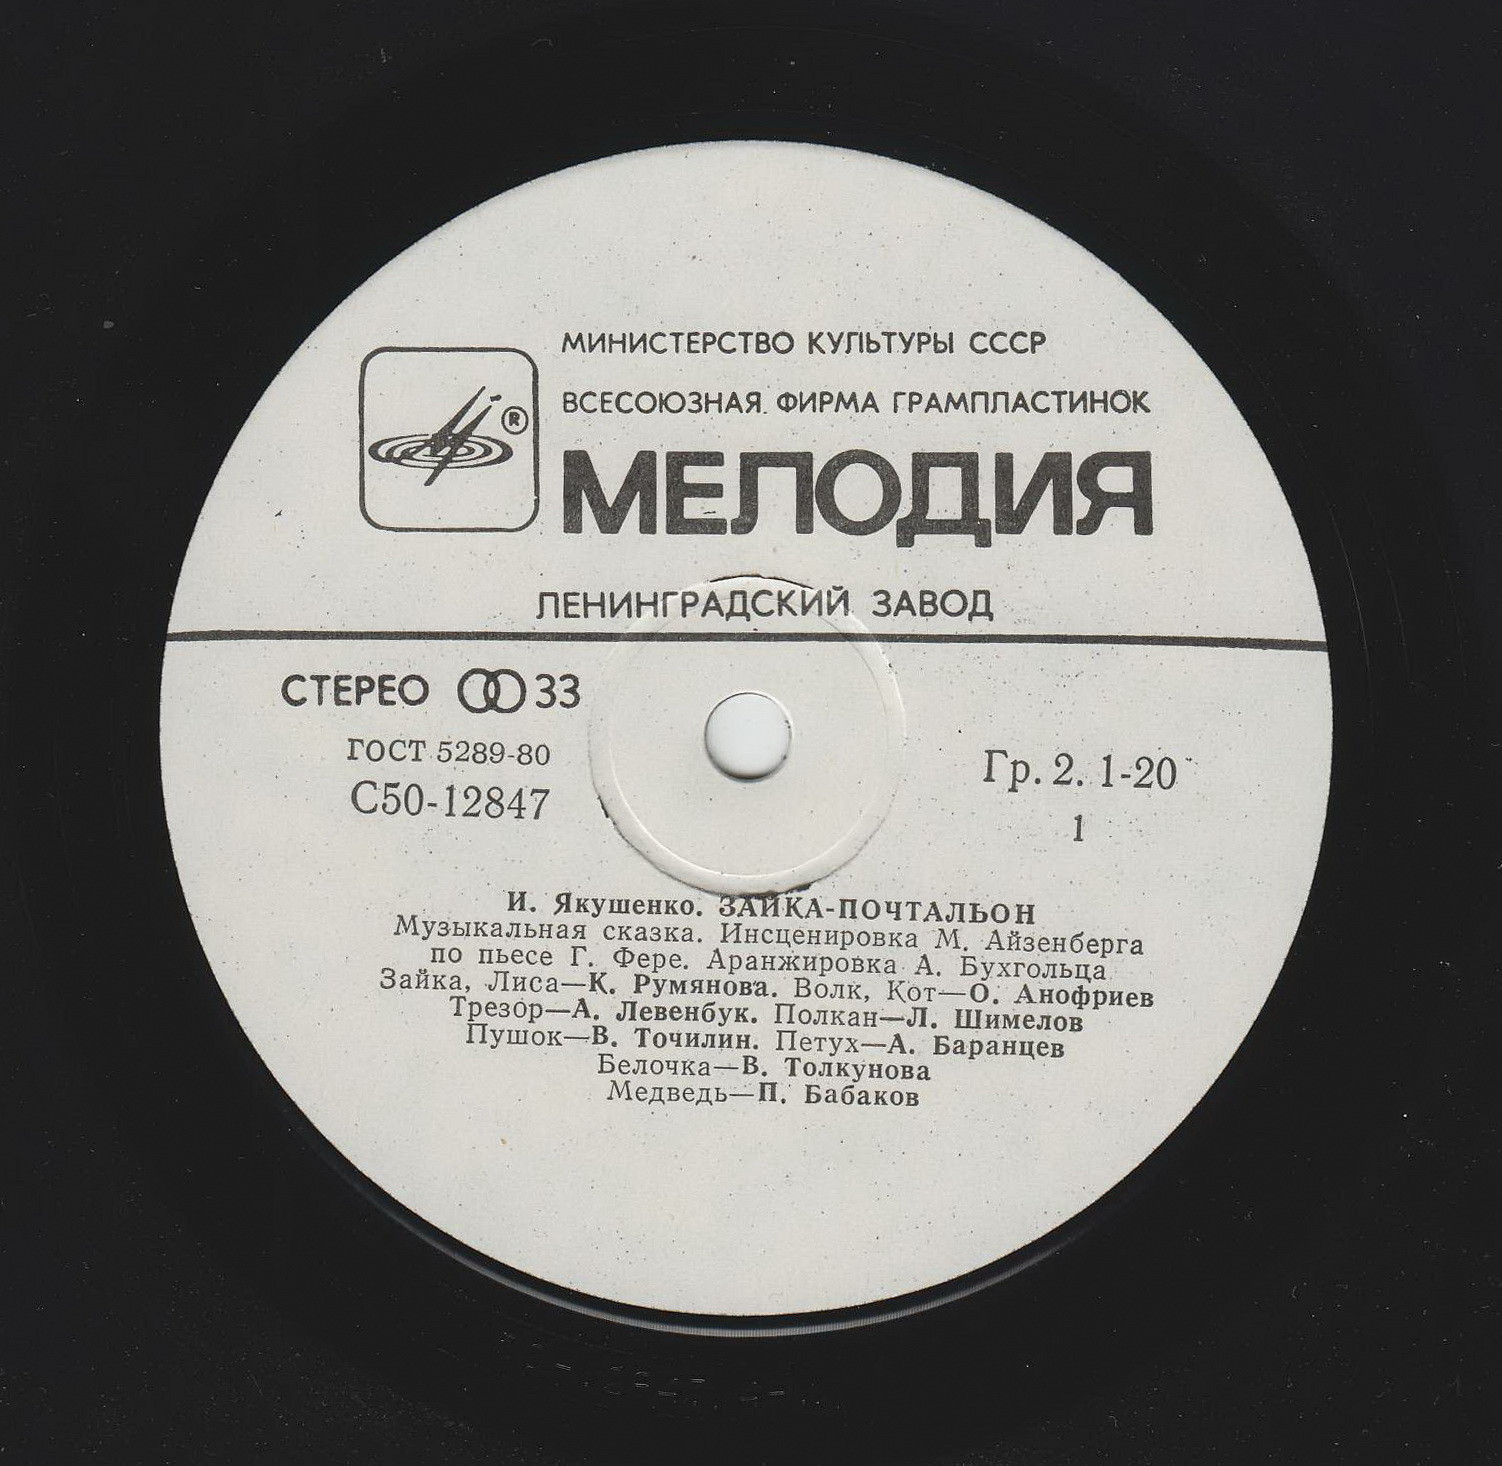 МИНИСТЕРСТВО КУЛЬТУРЫ СССР
ВСЕСОЮЗНАЯ ФИРМА ГРАМПЛАСТИНОК
®
МЕЛОДИЯ
ЛЕНИНГРАДСКИЙ ЗАВОД
СТЕРЕО 33
ГОСТ 5289-80
С50-12847
Гр. 2. 1-20
1
И. Якушенко. ЗАЙКА-ПОЧТАЛЬОН
Музыкальная сказка. Инсценировка М. Айзенберга
по пьесе Г. Фере. Аранжировка А. Бухгольца
Зайка, Лиса—К. Румянова. Волк, Кот—О. Анофриев
Трезор—А. Левенбук. Полкан—Л. Шимелов
Пушок—В. Точилин. Петух—А. Баранцев
Белочка—В. Толкунова
Медведь—П. Бабаков